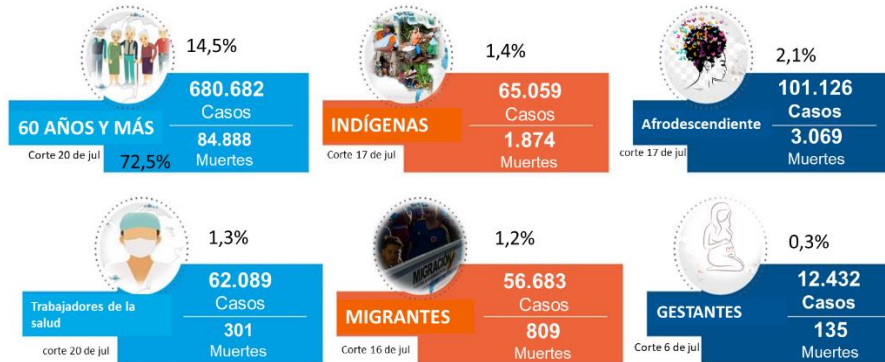 14,5%
680.682
Casos
60 AÑOS Y MÁS
84.888
Muertes
Corte 20 de jul
72,5%
1,4%
65.059
Casos
INDÍGENAS
1.874
Muertes
Corte 17 de jul
2,1%
101.126
Casos
Afrodescendiente
3.069
Muertes
corte 17 de jul
1,3%
62.089
Casos
Trabajadores de la
salud
301
Muertes
corte 20 de jul
1,2%
MIGRACIÓN
56.683
Casos
MIGRANTES
809
Muertes
Corte 16 de jul
0,3%
12.432
Casos
GESTANTES
135
Muertes
Corte 6 de jul